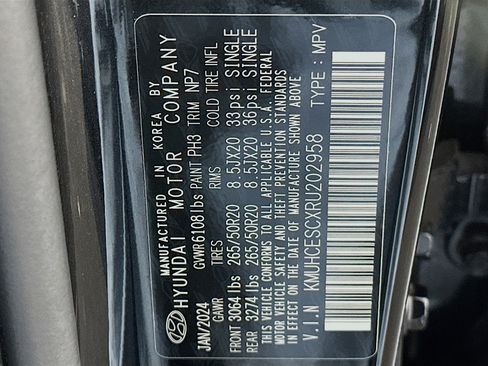 MANUFACTURED IN KOREA BY
HYUNDAI MOTOR COMPANY
JAN/2024 GVWR6108lbs PAINT PH3 TRIM NP7
GAWR TIRES RIMS COLD TIRE INFL
FRONT 3064 lbs 265/50R20 8.5JX20 33psi SINGLE
REAR 3274 lbs 265/50R20 8.5JX20 36psi SINGLE
THIS VEHICLE CONFORMS TO ALL APPLICABLE U.S.A. FEDERAL
MOTOR VEHICLE SAFETY AND THEFT PREVENTION STANDARDS
IN EFFECT ON THE DATE OF MANUFACTURE SHOWN ABOVE
V.I.N KMUHCESCXRU202958 TYPE : MPV